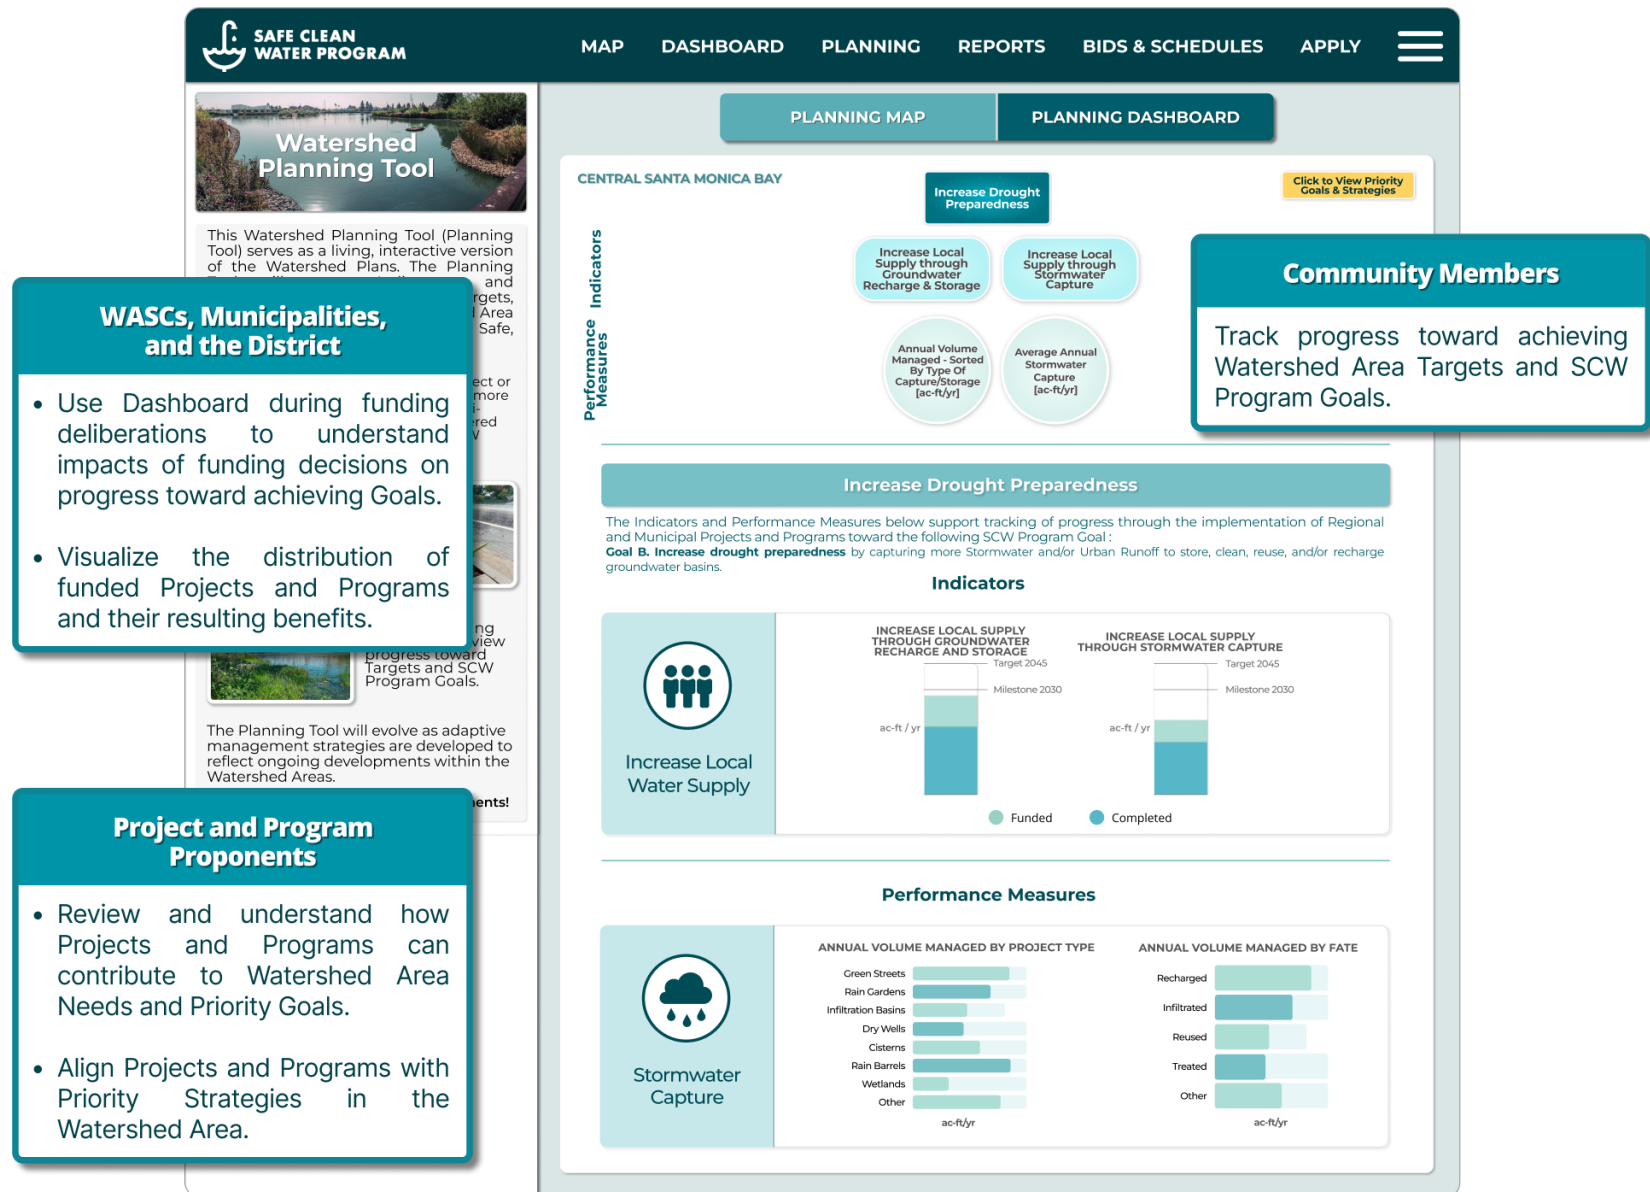 SAFE CLEAN
WATER PROGRAM
MAP
DASHBOARD
PLANNING
REPORTS
BIDS & SCHEDULES
APPLY
Watershed
Planning Tool
This Watershed Planning Tool (Planning
Tool) serves as a living, interactive version
of the Watershed Plans. The Planning
and
Area
Safe,
more
WASCs, Municipalities,
and the District
• Use Dashboard during funding
deliberations to understand
impacts of funding decisions on
progress toward achieving Goals.
• Visualize the distribution of
funded Projects and Programs
and their resulting benefits.
progress toward
Targets and SCW
Program Goals.
The Planning Tool will evolve as adaptive
management strategies are developed to
reflect ongoing developments within the
Watershed Areas.
Project and Program
Proponents
• Review and understand how
Projects and Programs can
contribute to Watershed Area
Needs and Priority Goals.
• Align Projects and Programs with
Priority Strategies in the
Watershed Area.
PLANNING MAP
PLANNING DASHBOARD
CENTRAL SANTA MONICA BAY
Click to View Priority
Goals & Strategies
Increase Drought
Preparedness
Indicators
Increase Local
Supply through
Groundwater
Recharge & Storage
Increase Local
Supply through
Stormwater
Capture
Performance
Measures
Annual Volume
Managed - Sorted
By Type Of
Capture/Storage
[ac-ft/yr]
Average Annual
Stormwater
Capture
[ac-ft/yr]
Community Members
Track progress toward achieving
Watershed Area Targets and SCW
Program Goals.
Increase Drought Preparedness
The Indicators and Performance Measures below support tracking of progress through the implementation of Regional
and Municipal Projects and Programs toward the following SCW Program Goal :
Goal B. Increase drought preparedness by capturing more Stormwater and/or Urban Runoff to store, clean, reuse, and/or recharge
groundwater basins.
Indicators
Increase Local
Water Supply
INCREASE LOCAL SUPPLY
THROUGH GROUNDWATER
RECHARGE AND STORAGE
Target 2045
Milestone 2030
ac-ft / yr
INCREASE LOCAL SUPPLY
THROUGH STORMWATER CAPTURE
Target 2045
Milestone 2030
ac-ft / yr
Funded
Completed
Performance Measures
Stormwater
Capture
ANNUAL VOLUME MANAGED BY PROJECT TYPE
Green Streets
Rain Gardens
Infiltration Basins
Dry Wells
Cisterns
Rain Barrels
Wetlands
Other
ac-ft/yr
ANNUAL VOLUME MANAGED BY FATE
Recharged
Infiltrated
Reused
Treated
Other
ac-ft/yr